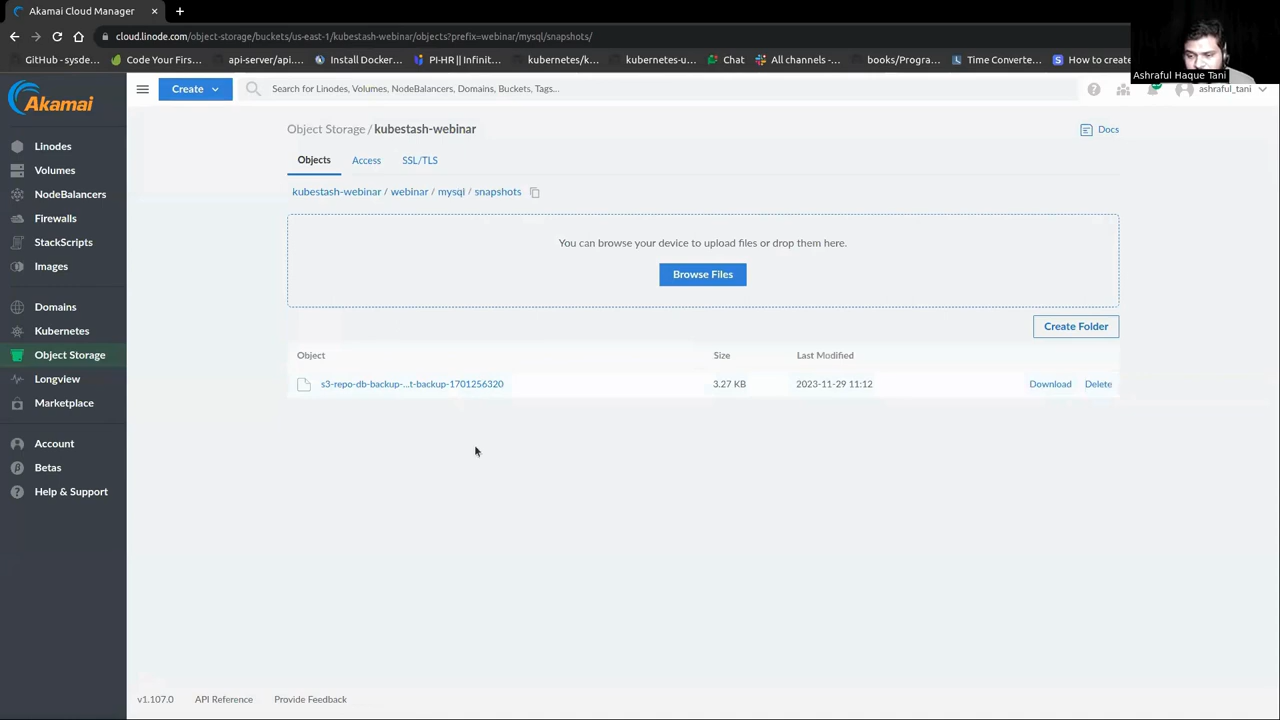 Akamai Cloud Manager
cloud.linode.com/object-storage/buckets/us-east-1/kubestash-webinar/objects?prefix=webinar/mysql/snapshots/
GitHub - sysde... Code Your First... api-server/api.... Install Docker... PI-HR || Infinit... kubernetes/k... kubernetes-u... Chat All channels -... books/Progra... Time Converte... How to create
Ashraful Haque Tani
Akamai
Create
Search for Linodes, Volumes, NodeBalancers, Domains, Buckets, Tags...
ashraful_tani
Linodes
Volumes
NodeBalancers
Firewalls
StackScripts
Images
Domains
Kubernetes
Object Storage
Longview
Marketplace
Account
Betas
Help & Support
Object Storage / kubestash-webinar
Docs
Objects Access SSL/TLS
kubestash-webinar / webinar / mysql / snapshots
You can browse your device to upload files or drop them here.
Browse Files
Create Folder
Object Size Last Modified
s3-repo-db-backup-...t-backup-1701256320 3.27 KB 2023-11-29 11:12 Download Delete
v1.107.0 API Reference Provide Feedback